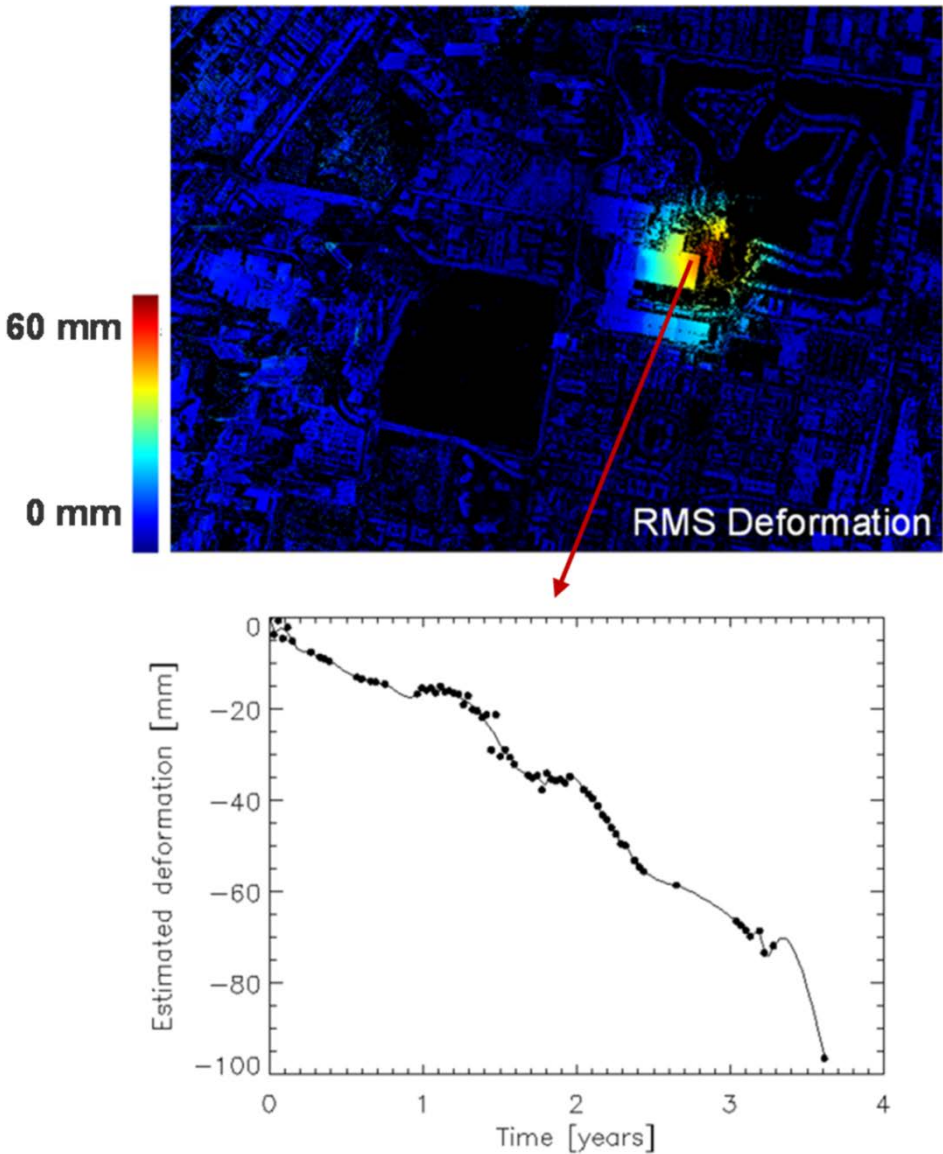 60 mm
0 mm
RMS Deformation
Estimated deformation [mm]
0
−20
−40
−60
−80
−100
0 1 2 3 4
Time [years]